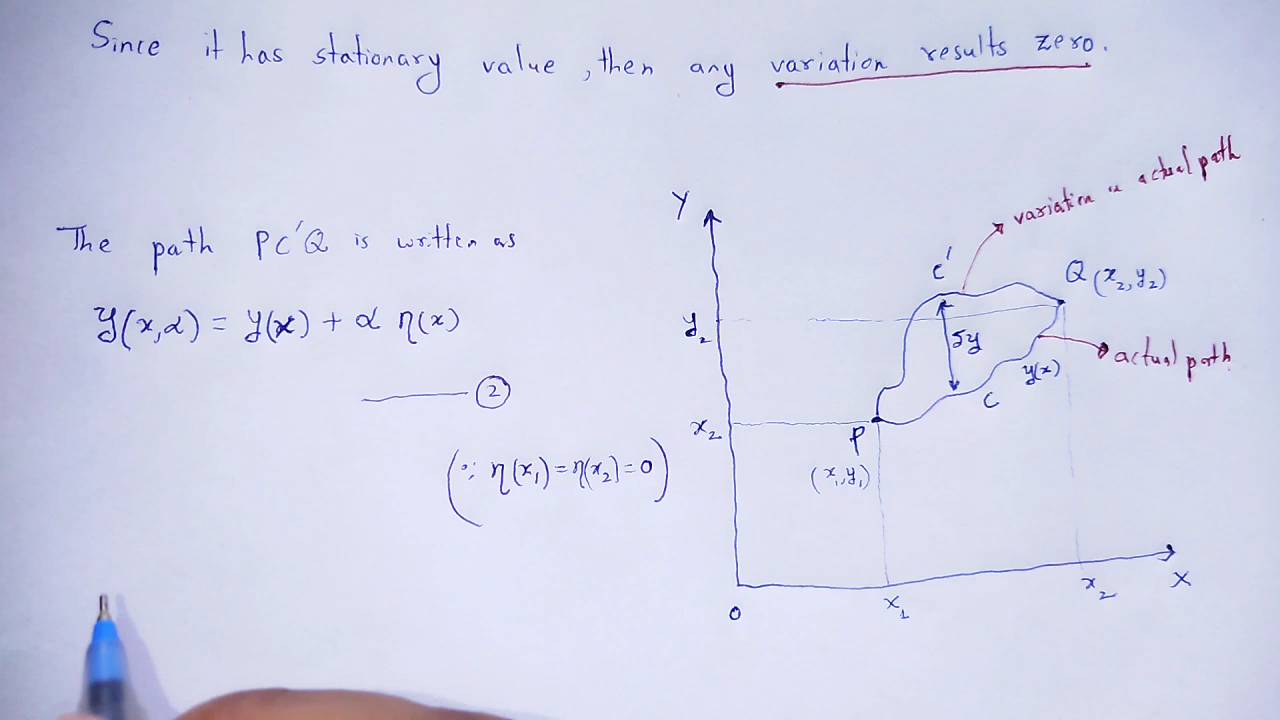 Since it has stationary value , then any variation results zero.
variation in actual path
The path PC'Q is written as
y(x,α) = y(x) + α η(x)
② 
(∵ η(x₁) = η(x₂) = 0)
Y
C'
Q (x₂, y₂)
y₂
δy
y(x)
actual path
C
x₂
P
(x₁, y₁)
0
x₁
x₂
X